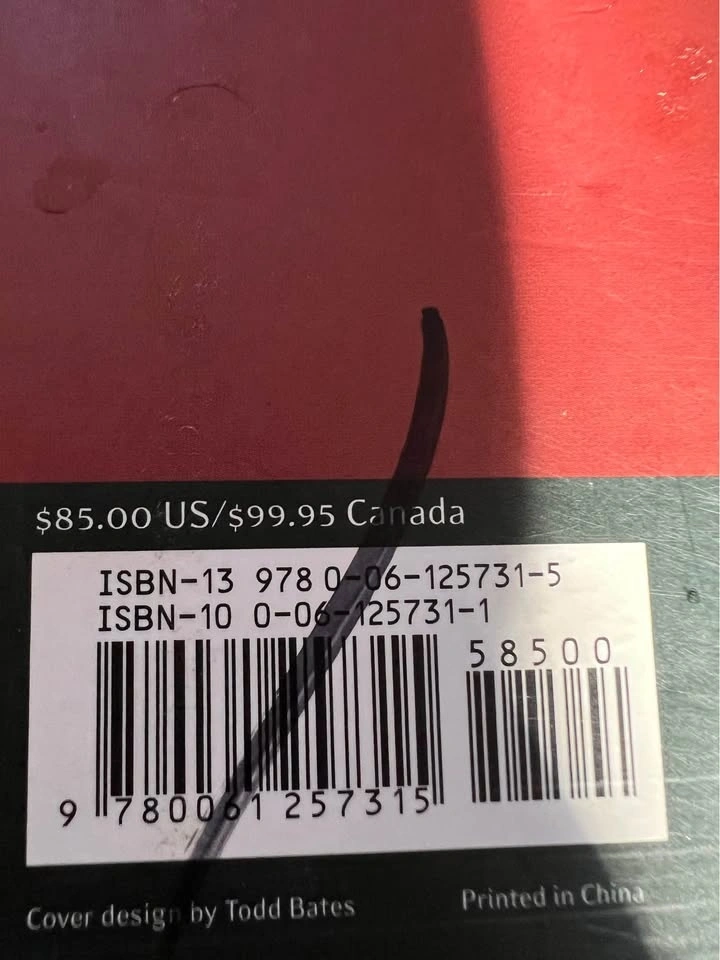 $85.00 US/$99.95 Canada
ISBN-13 978 0-06-125731-5
ISBN-10 0-06-125731-1
58500
9 780061 257315
Cover design by Todd Bates
Printed in China